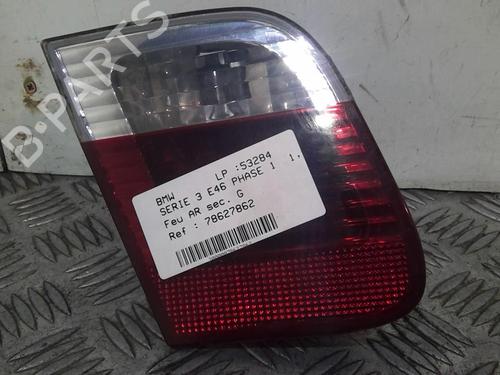 B-PARTS
LP :53284
BMW
SERIE 3 E46 PHASE 1 1.
Feu AR sec. G
Ref : 78627862